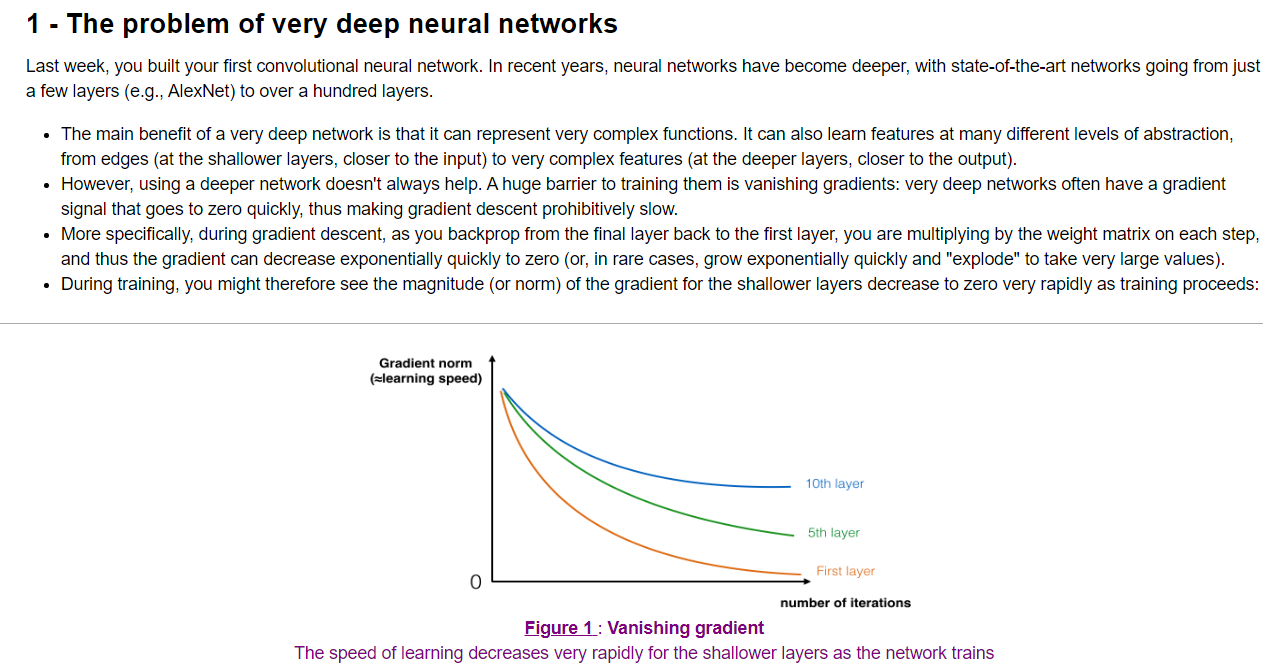 1 - The problem of very deep neural networks
Last week, you built your first convolutional neural network. In recent years, neural networks have become deeper, with state-of-the-art networks going from just
a few layers (e.g., AlexNet) to over a hundred layers.
• The main benefit of a very deep network is that it can represent very complex functions. It can also learn features at many different levels of abstraction,
from edges (at the shallower layers, closer to the input) to very complex features (at the deeper layers, closer to the output).
• However, using a deeper network doesn't always help. A huge barrier to training them is vanishing gradients: very deep networks often have a gradient
signal that goes to zero quickly, thus making gradient descent prohibitively slow.
• More specifically, during gradient descent, as you backprop from the final layer back to the first layer, you are multiplying by the weight matrix on each step,
and thus the gradient can decrease exponentially quickly to zero (or, in rare cases, grow exponentially quickly and "explode" to take very large values).
• During training, you might therefore see the magnitude (or norm) of the gradient for the shallower layers decrease to zero very rapidly as training proceeds:
Gradient norm
(≈learning speed)
10th layer
5th layer
First layer
0
number of iterations
Figure 1 : Vanishing gradient
The speed of learning decreases very rapidly for the shallower layers as the network trains